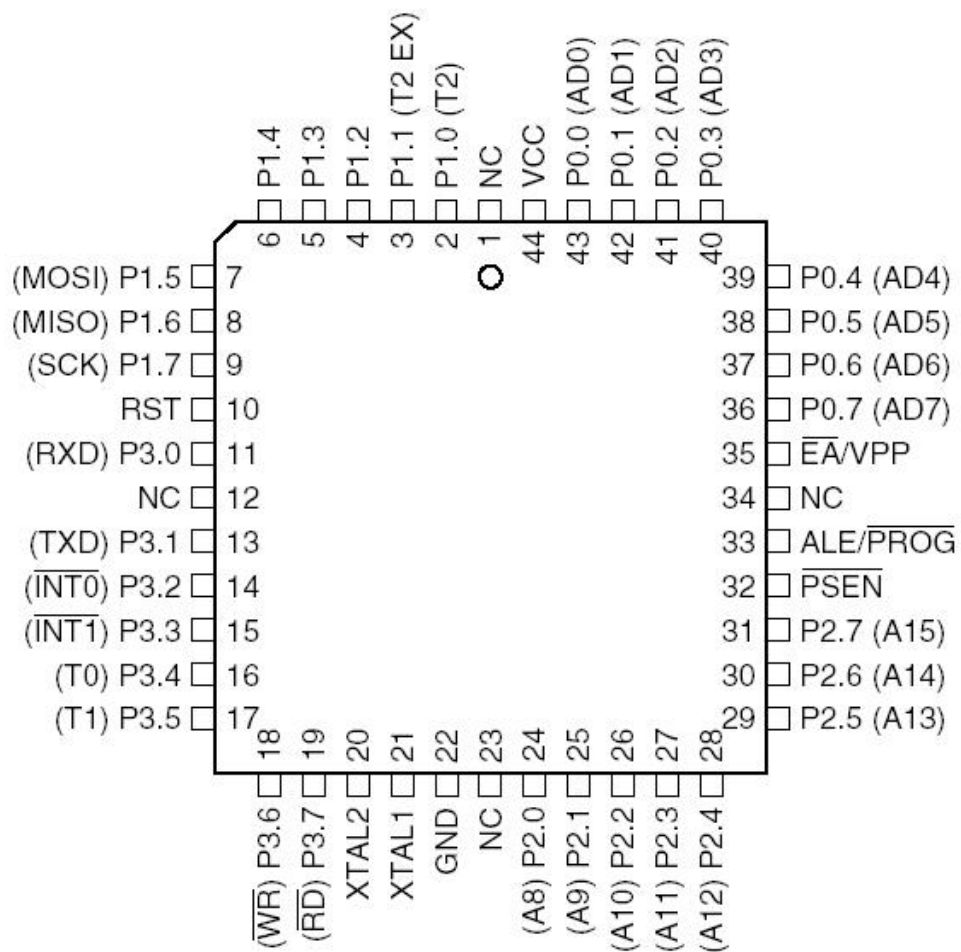 P1.4
P1.3
P1.2
P1.1 (T2 EX)
P1.0 (T2)
NC
VCC
P0.0 (AD0)
P0.1 (AD1)
P0.2 (AD2)
P0.3 (AD3)
6
5
4
3
2
1
44
43
42
41
40
(MOSI) P1.5 7
39 P0.4 (AD4)
(MISO) P1.6 8
38 P0.5 (AD5)
(SCK) P1.7 9
37 P0.6 (AD6)
RST 10
36 P0.7 (AD7)
(RXD) P3.0 11
35 E̅A̅/VPP
NC 12
34 NC
(TXD) P3.1 13
33 ALE/P̅R̅O̅G̅
(I̅N̅T̅0̅) P3.2 14
32 P̅S̅E̅N̅
(I̅N̅T̅1̅) P3.3 15
31 P2.7 (A15)
(T0) P3.4 16
30 P2.6 (A14)
(T1) P3.5 17
29 P2.5 (A13)
18
19
20
21
22
23
24
25
26
27
28
(W̅R̅) P3.6
(R̅D̅) P3.7
XTAL2
XTAL1
GND
NC
(A8) P2.0
(A9) P2.1
(A10) P2.2
(A11) P2.3
(A12) P2.4